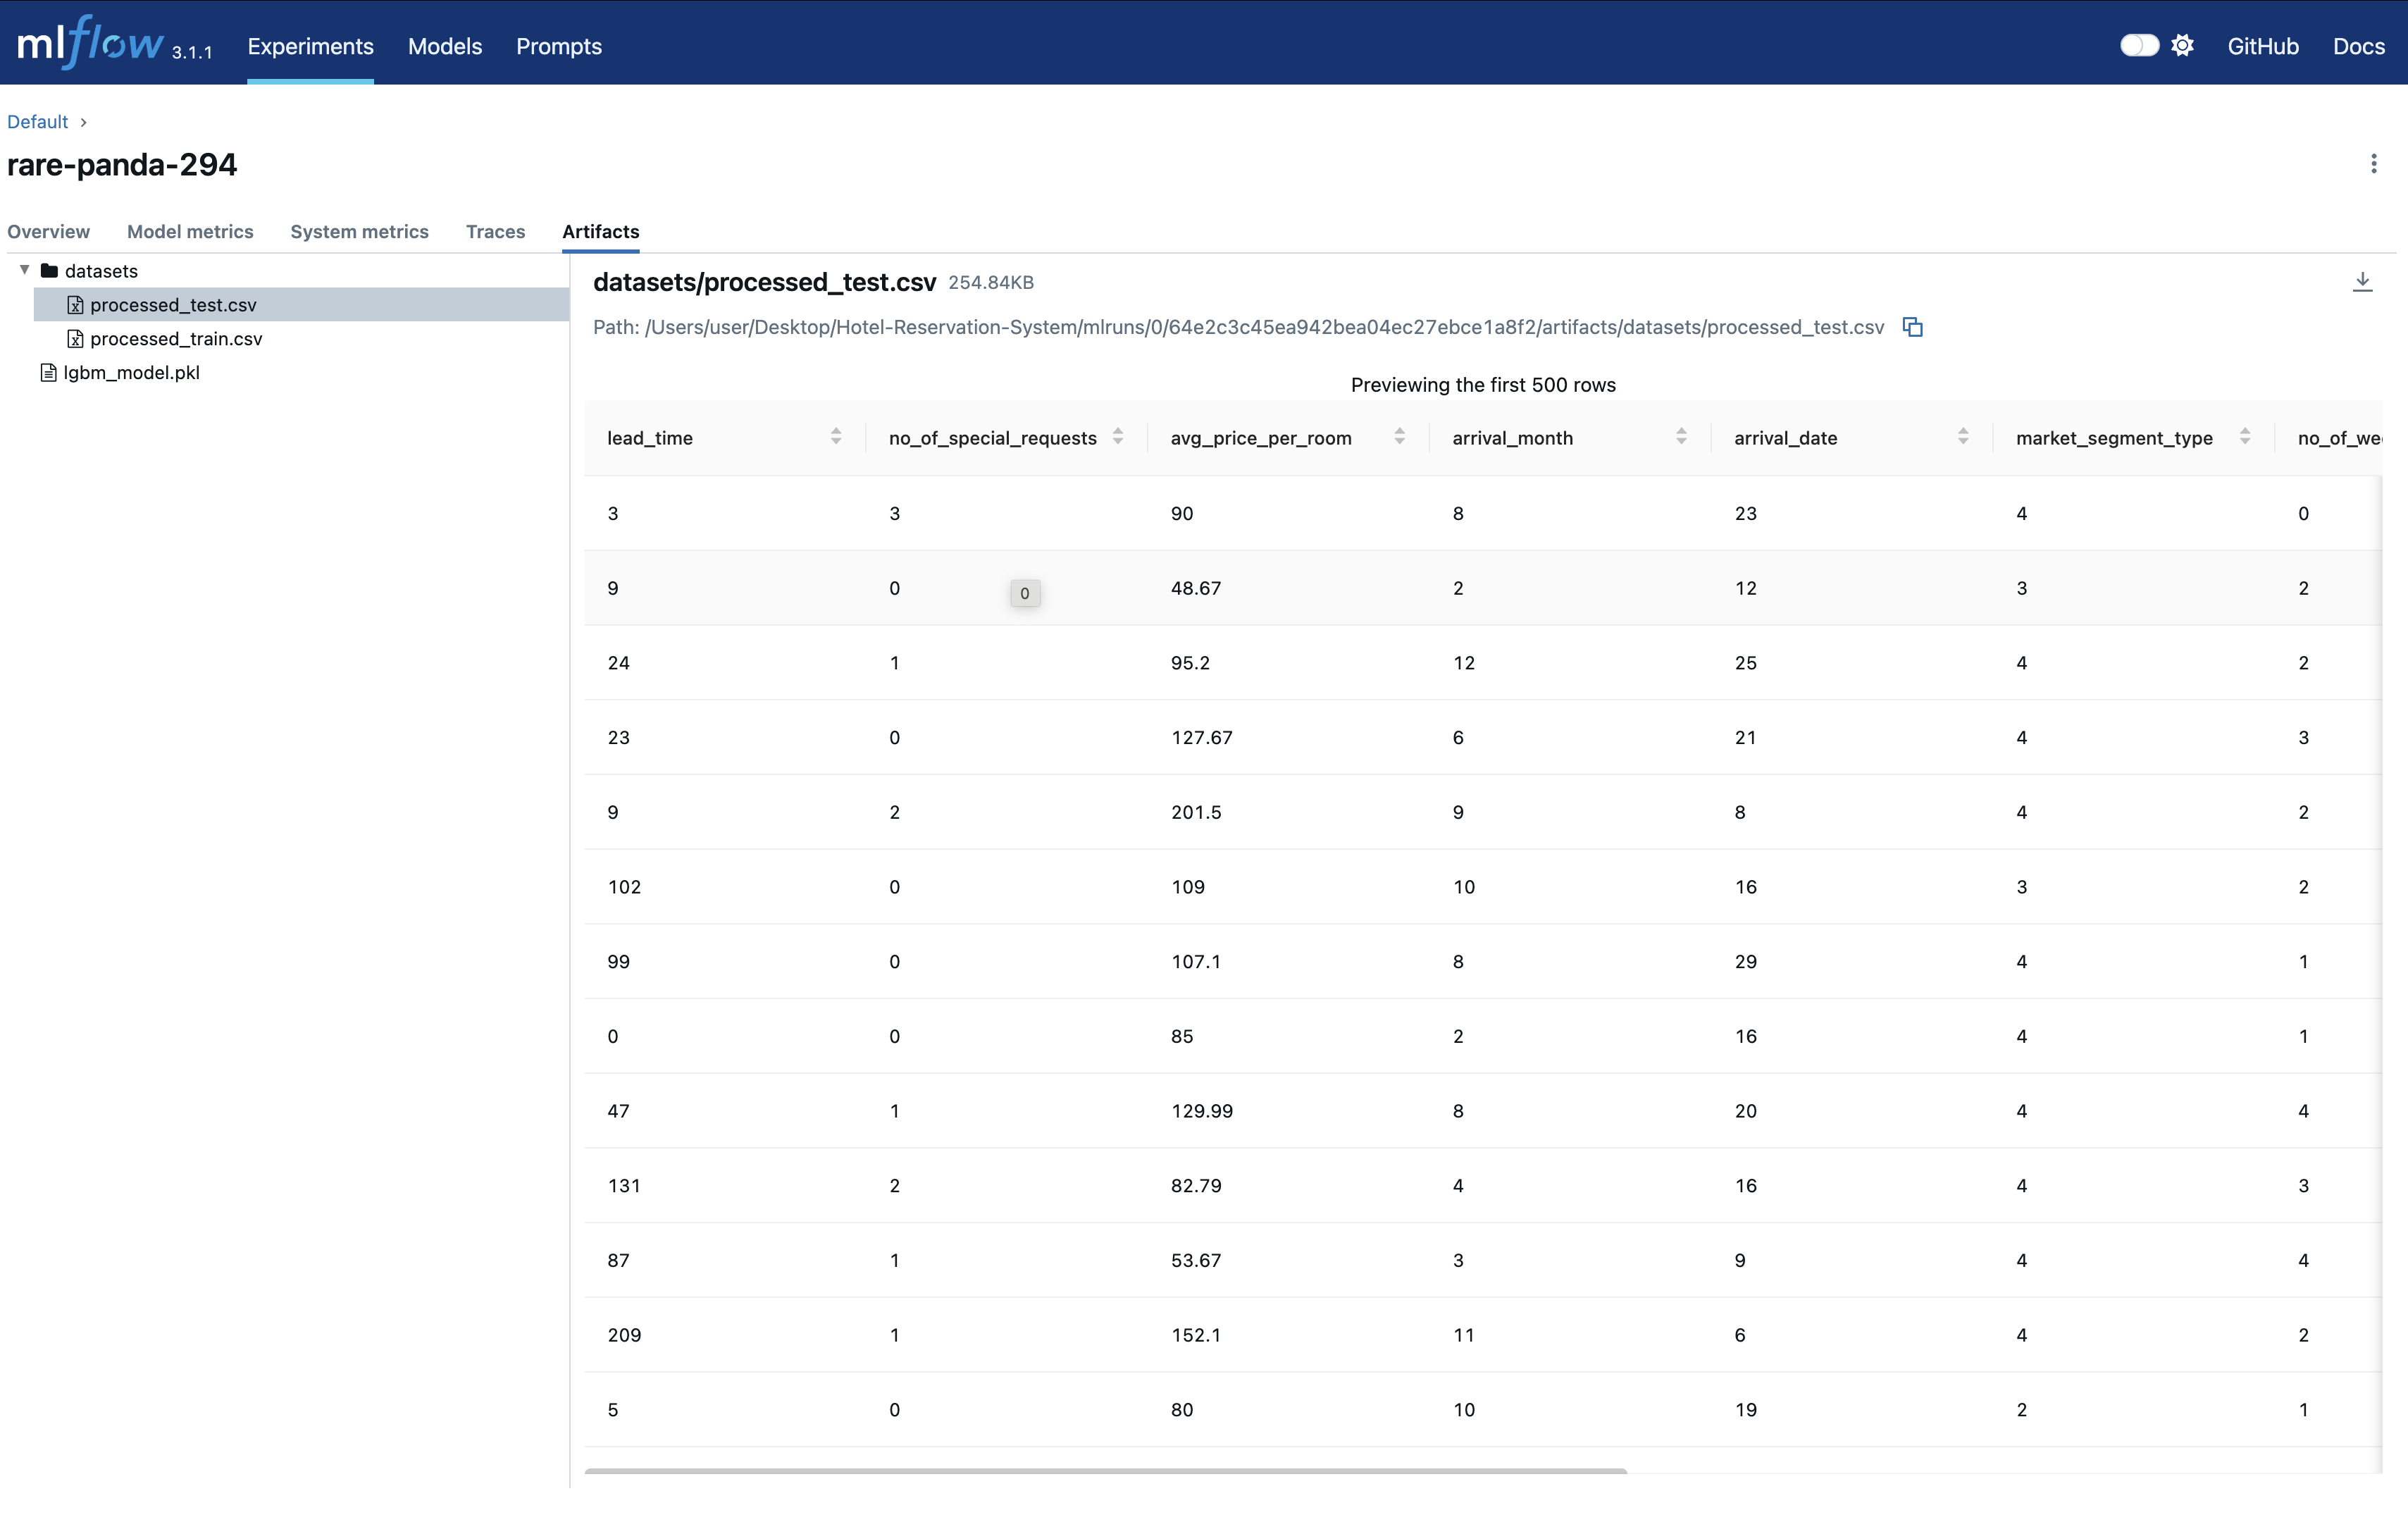 mlflow 3.1.1 Experiments Models Prompts GitHub Docs
Default
rare-panda-294
Overview Model metrics System metrics Traces Artifacts
datasets
processed_test.csv
processed_train.csv
lgbm_model.pkl
datasets/processed_test.csv 254.84KB
Path: /Users/user/Desktop/Hotel-Reservation-System/mlruns/0/64e2c3c45ea942bea04ec27ebce1a8f2/artifacts/datasets/processed_test.csv
Previewing the first 500 rows
lead_time no_of_special_requests avg_price_per_room arrival_month arrival_date market_segment_type no_of_we
3 3 90 8 23 4 0
9 0 0 48.67 2 12 3 2
24 1 95.2 12 25 4 2
23 0 127.67 6 21 4 3
9 2 201.5 9 8 4 2
102 0 109 10 16 3 2
99 0 107.1 8 29 4 1
0 0 85 2 16 4 1
47 1 129.99 8 20 4 4
131 2 82.79 4 16 4 3
87 1 53.67 3 9 4 4
209 1 152.1 11 6 4 2
5 0 80 10 19 2 1